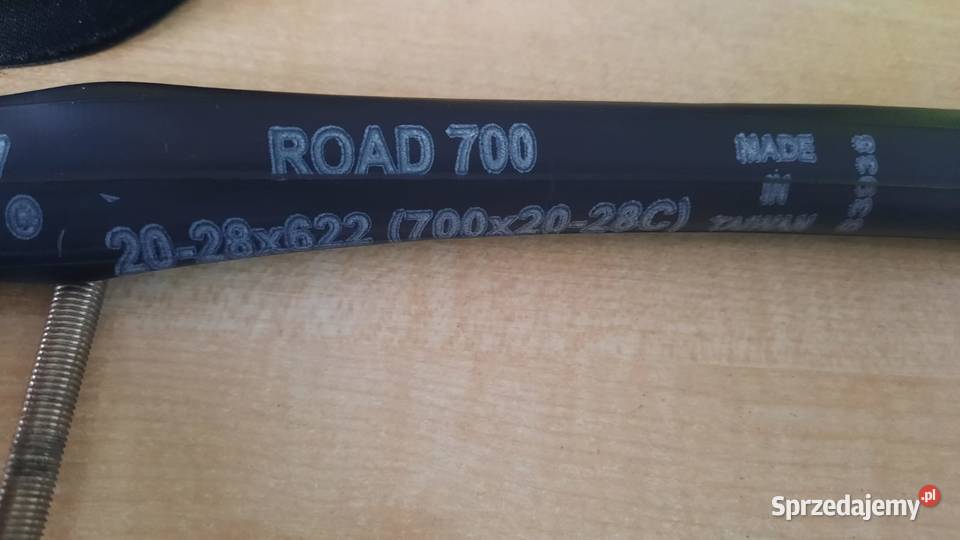 ROAD 700
20-28x622 (700x20-28C)
MADE
IN
TAIWAN
Sprzedajemy.pl